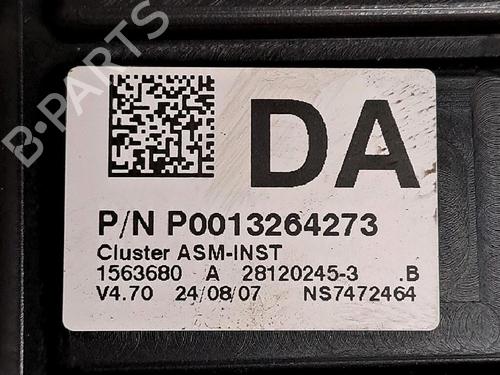 B-PARTS
DA
P/N P0013264273
Cluster ASM-INST
1563680 A 28120245-3 .B
V4.70 24/08/07 NS7472464